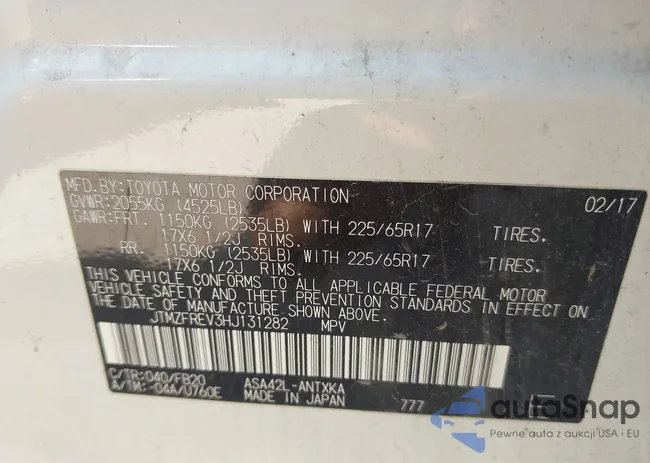 MFD. BY: TOYOTA MOTOR CORPORATION 02/17
GVWR: 2055KG (4525LB)
GAWR: FRT. 1150KG (2535LB) WITH 225/65R17 TIRES.
17X6 1/2J RIMS.
RR. 1150KG (2535LB) WITH 225/65R17 TIRES.
17X6 1/2J RIMS.
THIS VEHICLE CONFORMS TO ALL APPLICABLE FEDERAL MOTOR
VEHICLE SAFETY AND THEFT PREVENTION STANDARDS IN EFFECT ON
THE DATE OF MANUFACTURE SHOWN ABOVE.
JTMZFREV3HJ131282 MPV
C/TR: 040/FB20 ASA42L-ANTXKA
A/TM: -04A/U760E MADE IN JAPAN 777
autoSnap
Pewne auta z aukcji USA i EU